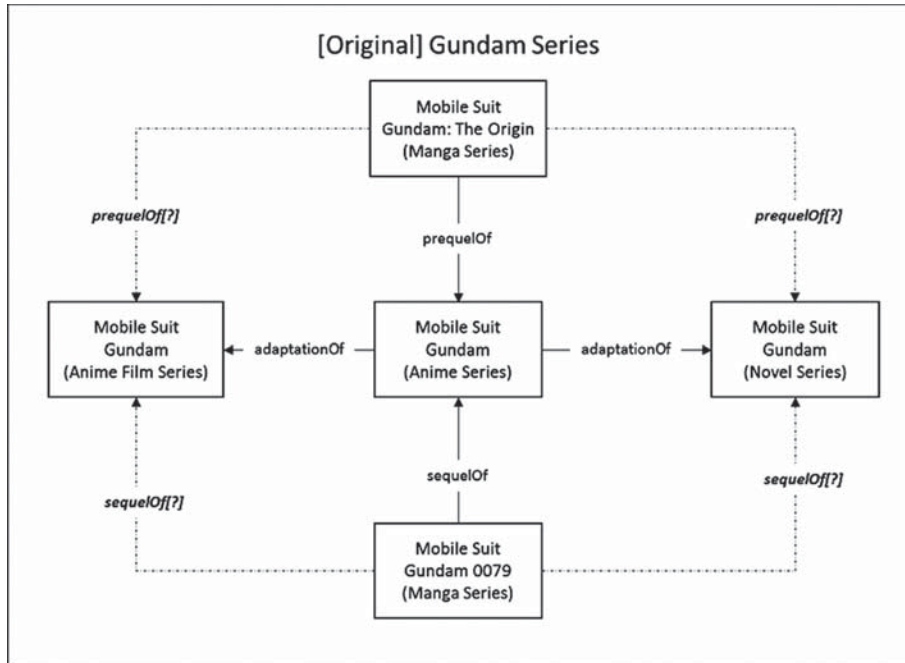 [Original] Gundam Series
Mobile Suit
Gundam: The Origin
(Manga Series)
prequelOf[?]
prequelOf
prequelOf[?]
Mobile Suit
Gundam
(Anime Film Series)
adaptationOf
Mobile Suit
Gundam
(Anime Series)
adaptationOf
Mobile Suit
Gundam
(Novel Series)
sequelOf[?]
sequelOf
sequelOf[?]
Mobile Suit
Gundam 0079
(Manga Series)